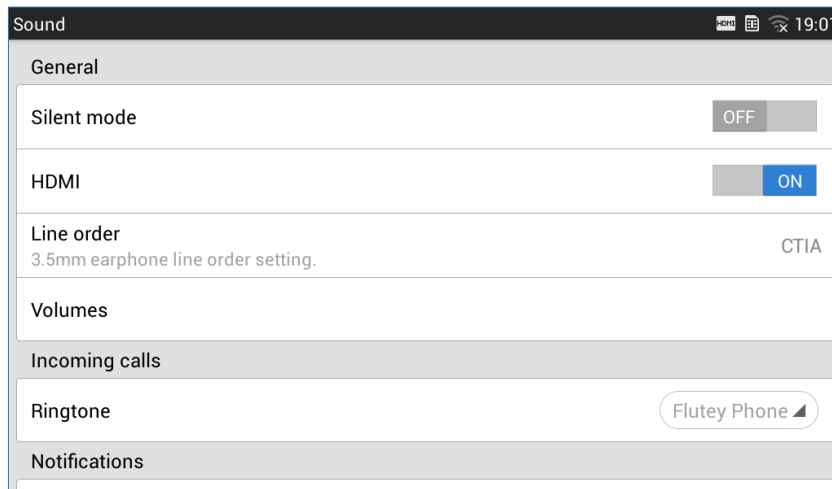 Sound HDMI 19:01
General
Silent mode OFF
HDMI ON
Line order
3.5mm earphone line order setting. CTIA
Volumes
Incoming calls
Ringtone Flutey Phone
Notifications